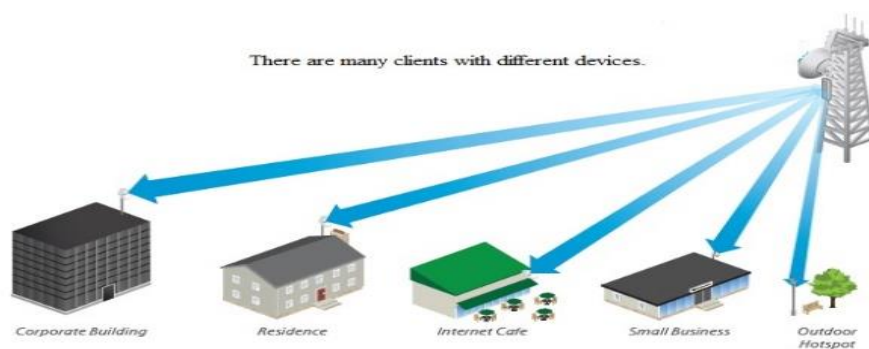 There are many clients with different devices.
Corporate Building
Residence
Internet Cafe
Small Business
Outdoor
Hotspot